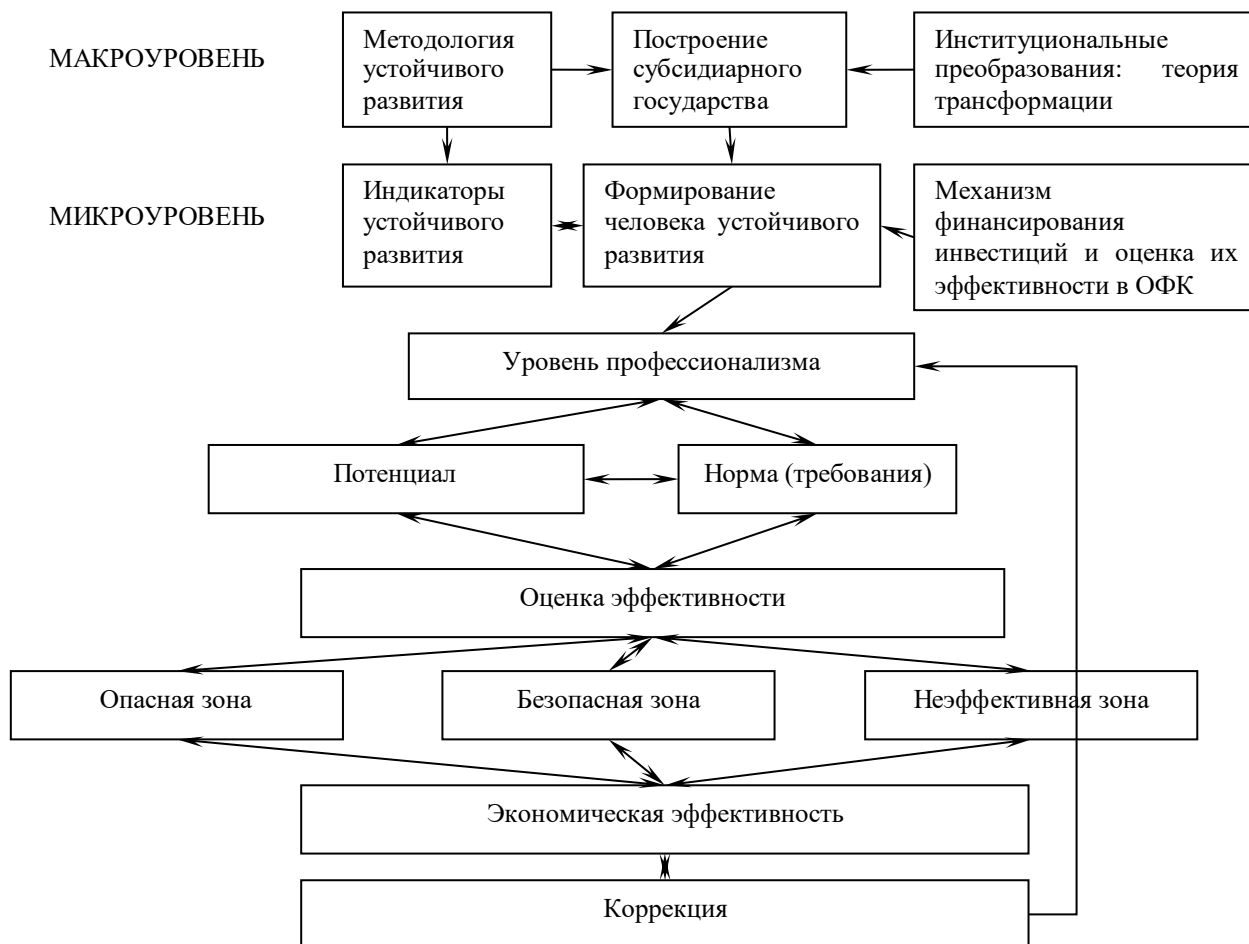 МАКРОУРОВЕНЬ
Методология
устойчивого
развития
Построение
субсидиарного
государства
Институциональные
преобразования: теория
трансформации
МИКРОУРОВЕНЬ
Индикаторы
устойчивого
развития
Формирование
человека устойчивого
развития
Механизм
финансирования
инвестиций и оценка их
эффективности в ОФК
Уровень профессионализма
Потенциал
Норма (требования)
Оценка эффективности
Опасная зона
Безопасная зона
Неэффективная зона
Экономическая эффективность
Коррекция